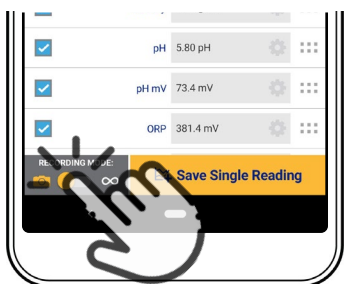 pH 5.80 pH
pH mV 73.4 mV
ORP 381.4 mV
RECORDING MODE:
Save Single Reading